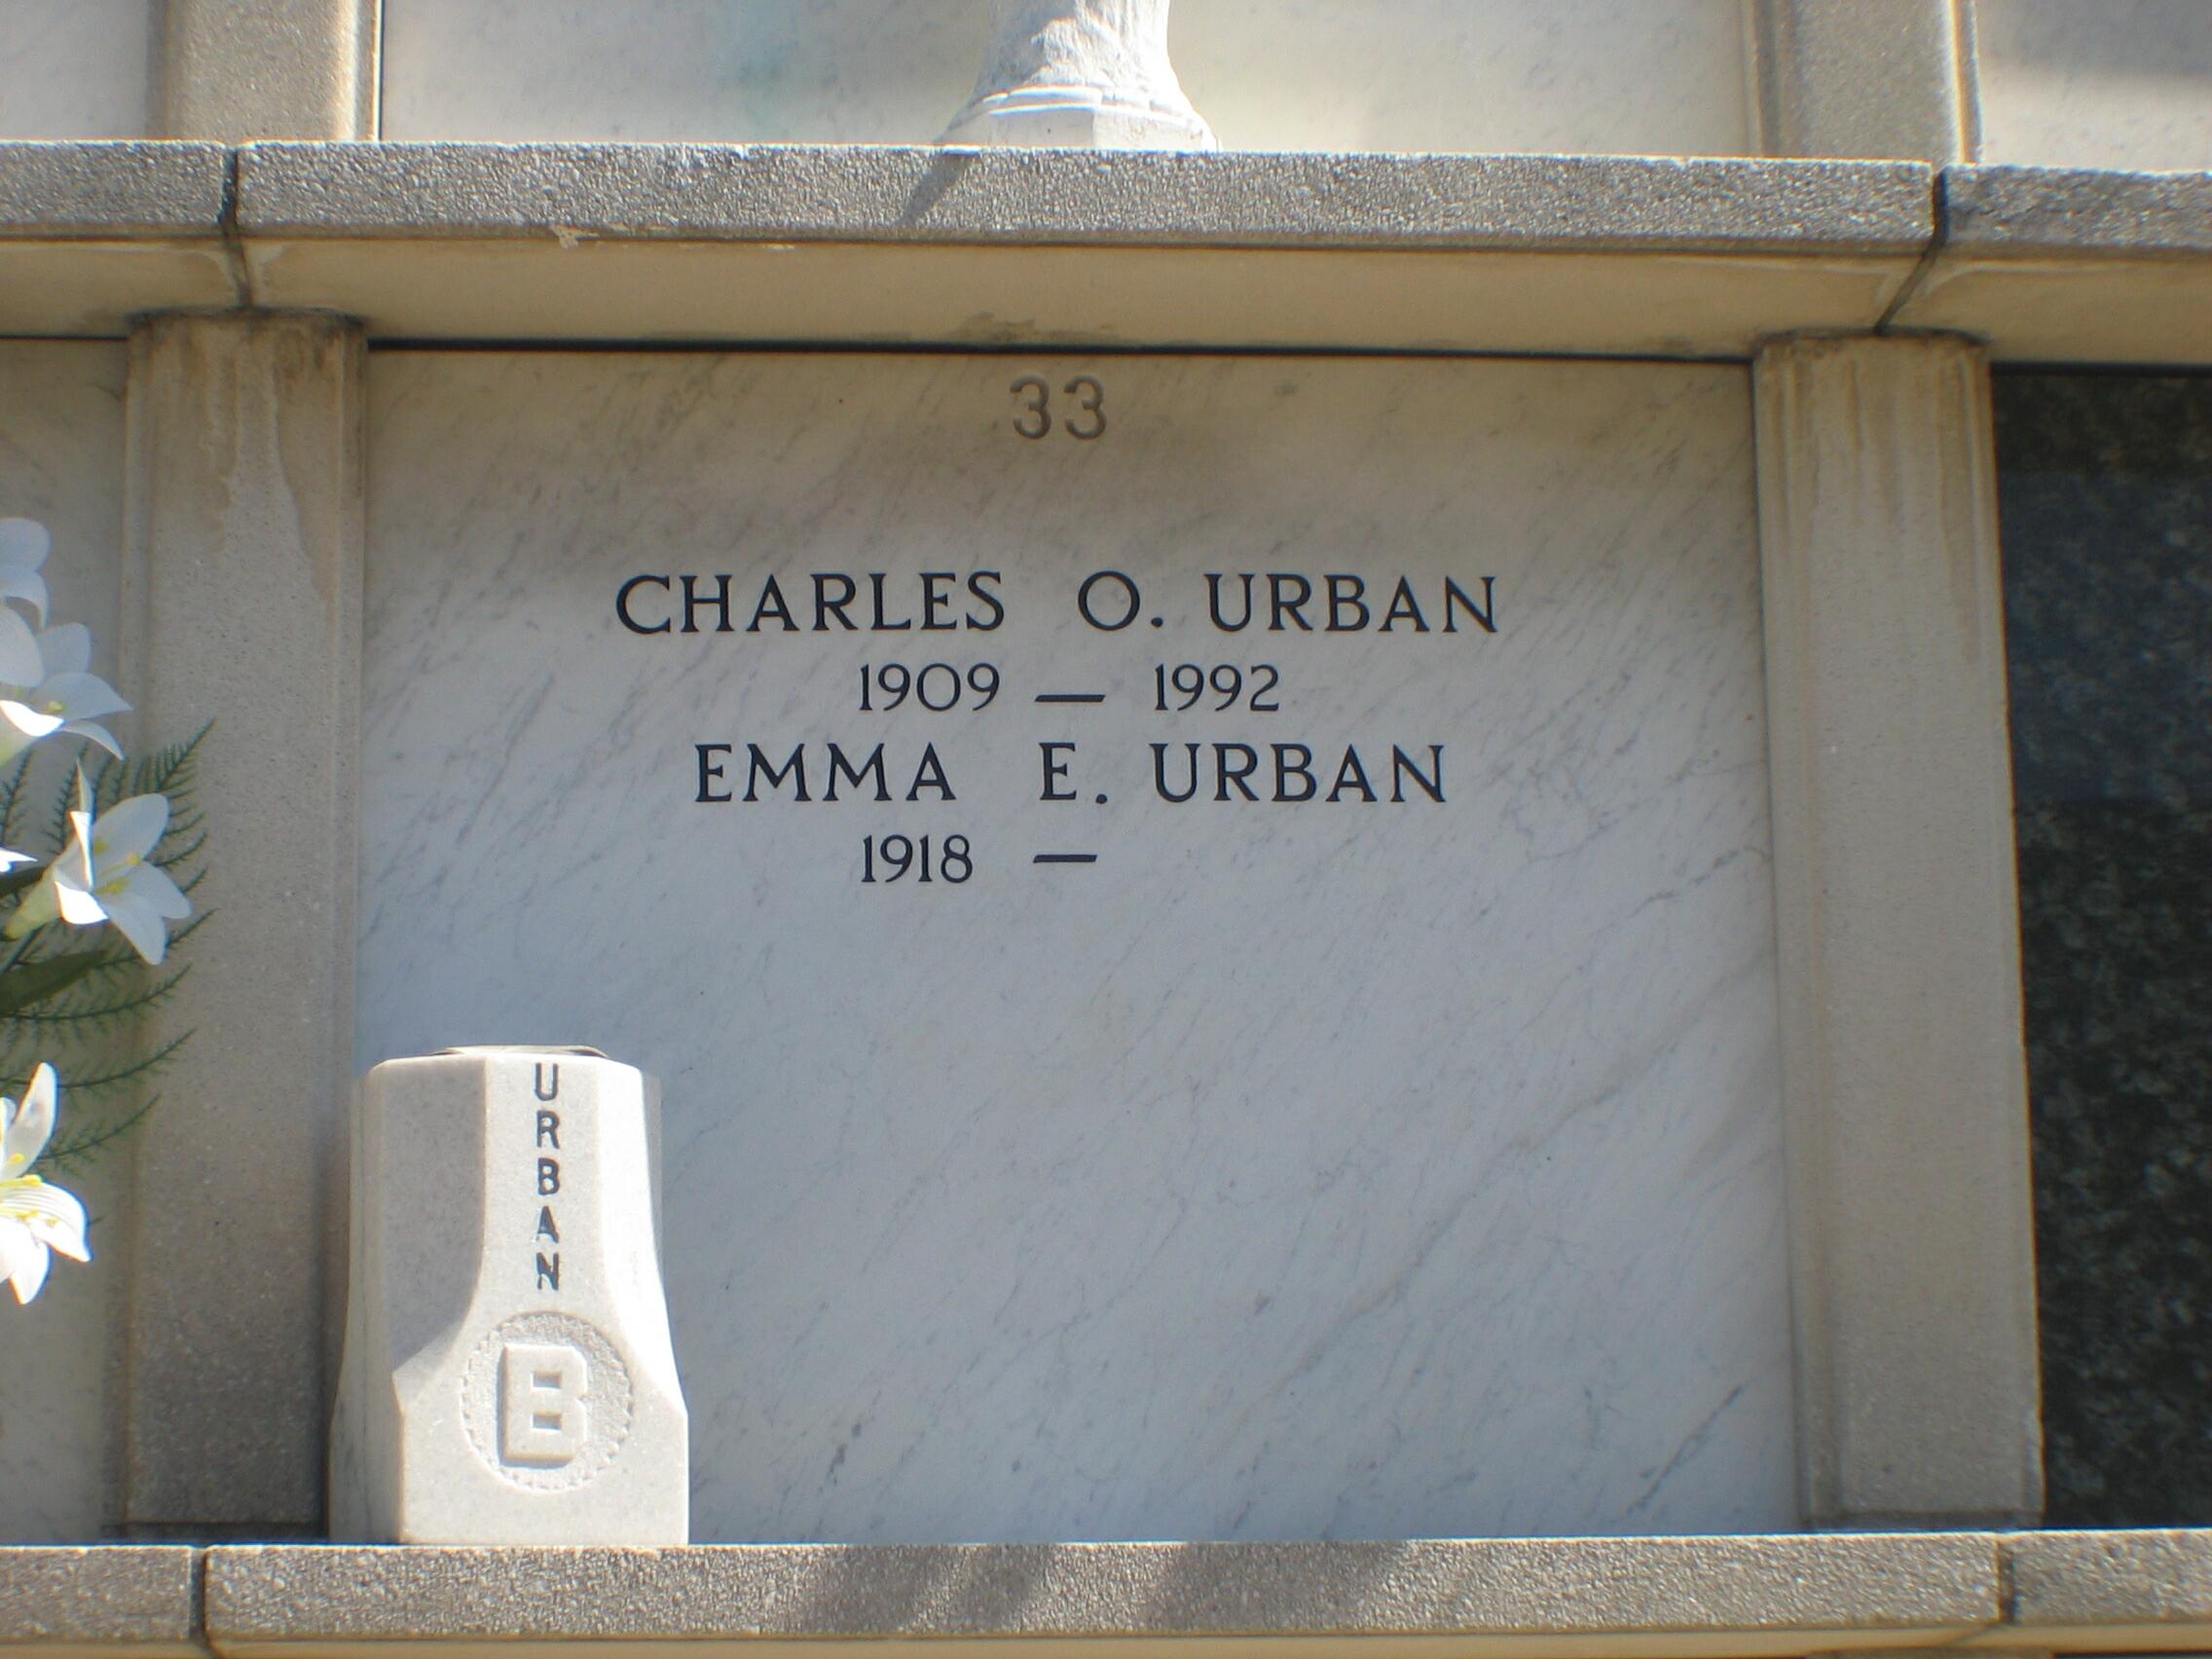 33
CHARLES O. URBAN
1909 — 1992
EMMA E. URBAN
1918 —
URBAN
B